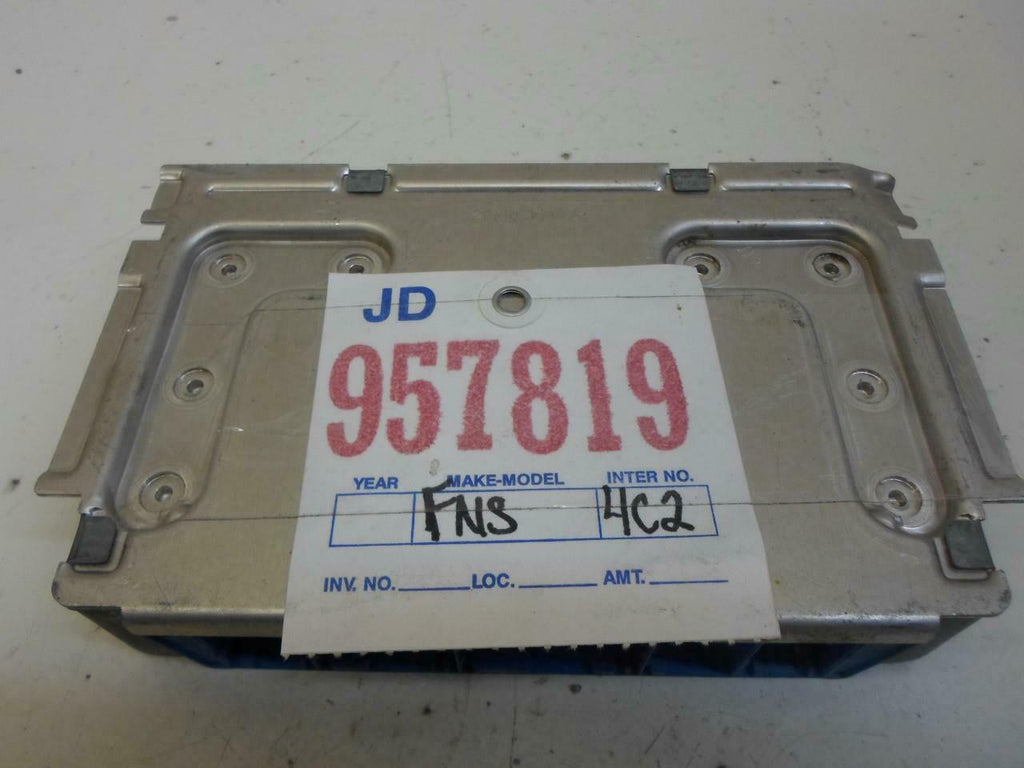 JD
957819
YEAR MAKE-MODEL INTER NO.
FNS 4C2
INV. NO. LOC. AMT.